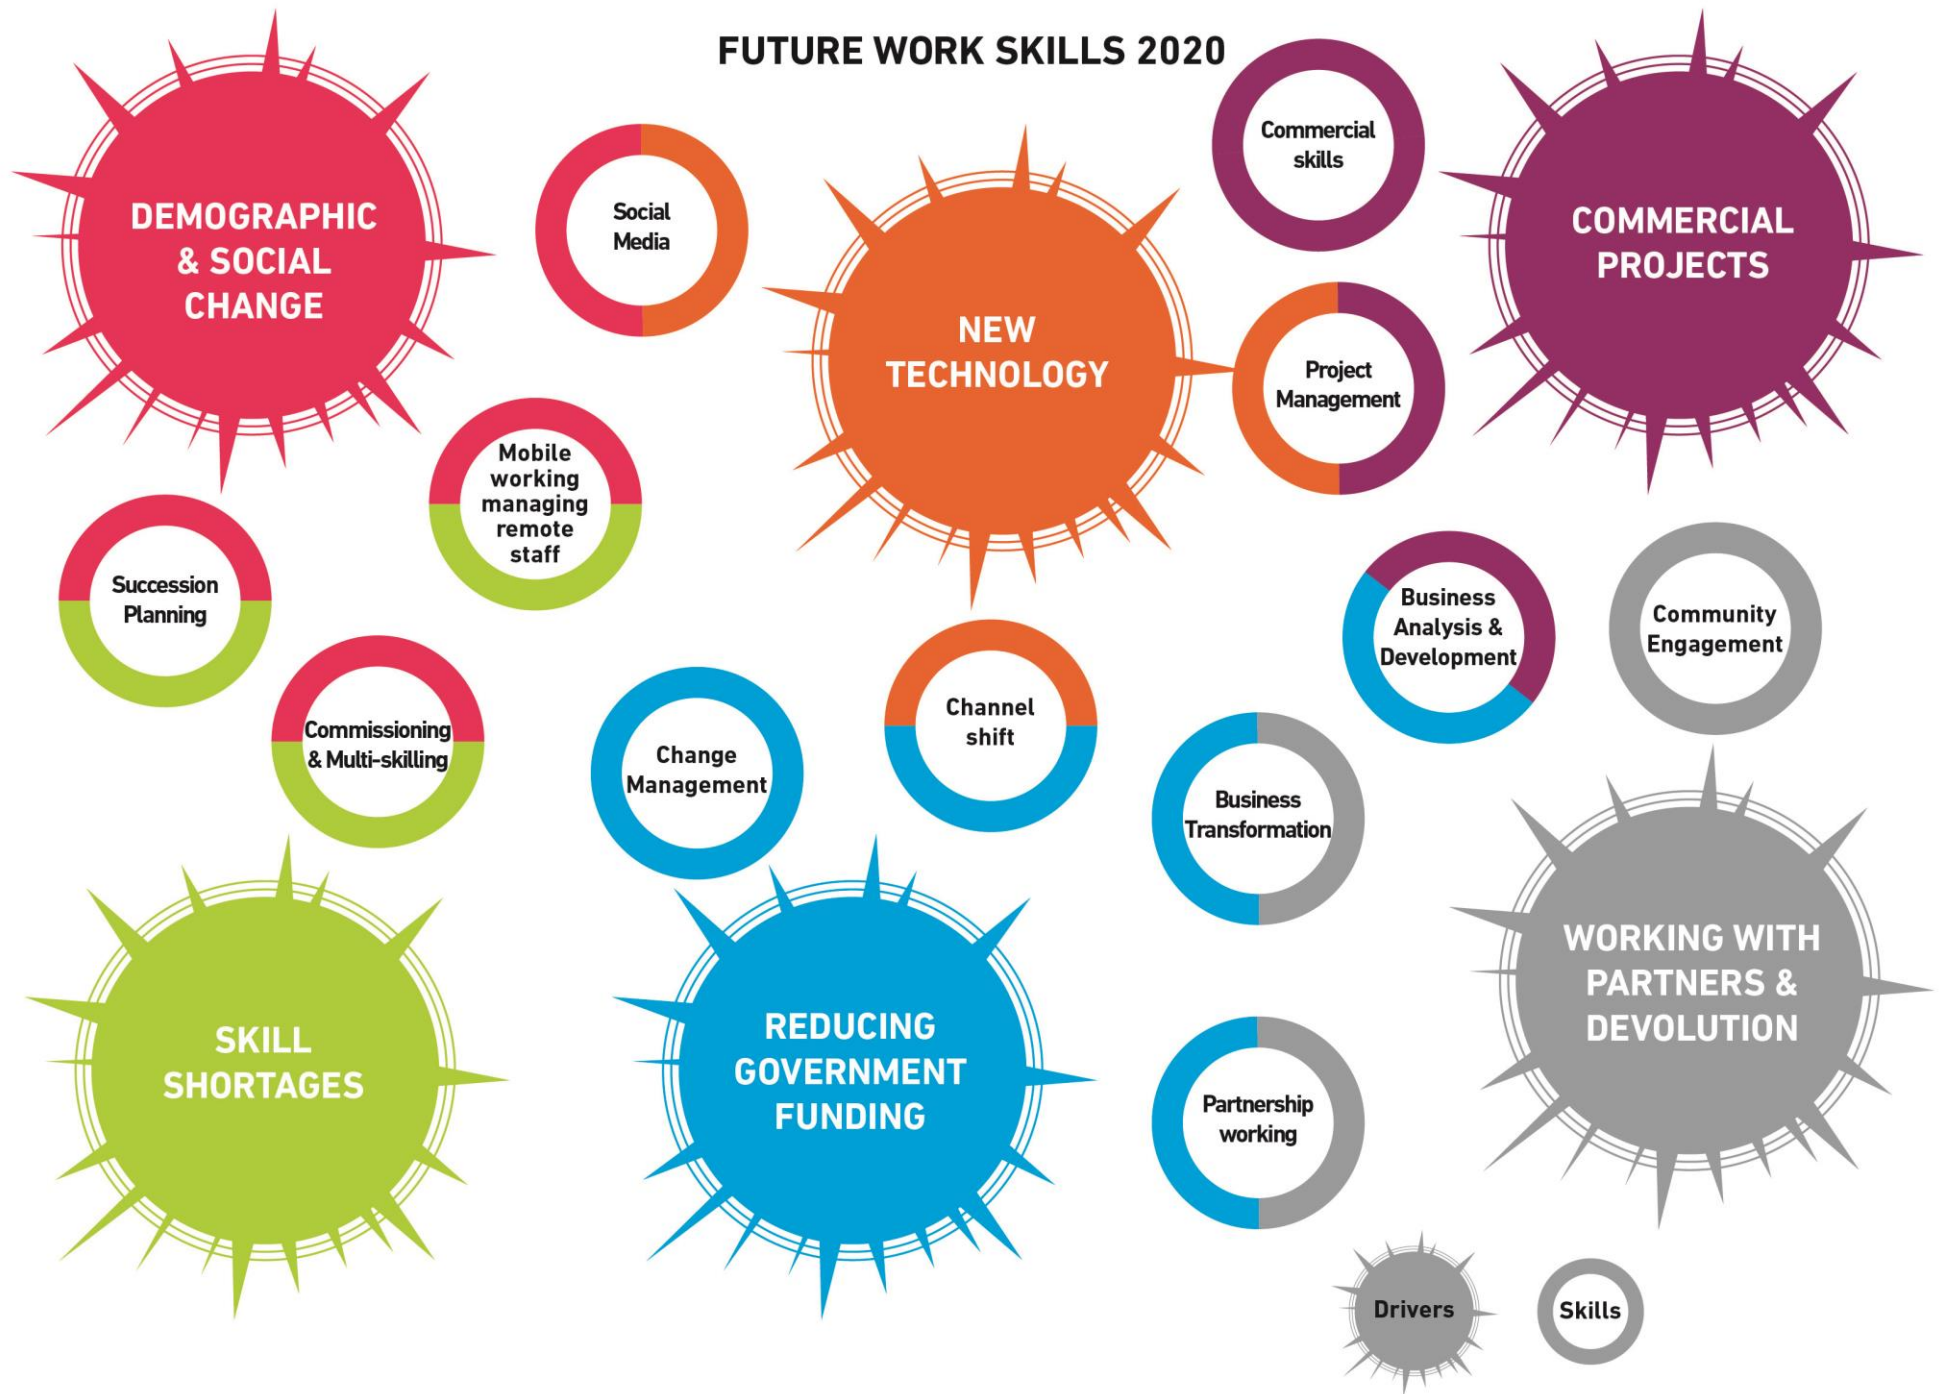 FUTURE WORK SKILLS 2020
DEMOGRAPHIC
& SOCIAL
CHANGE
Social
Media
NEW
TECHNOLOGY
Commercial
skills
COMMERCIAL
PROJECTS
Project
Management
Mobile
working
managing
remote
staff
Succession
Planning
Commissioning
& Multi-skilling
Change
Management
Channel
shift
Business
Analysis &
Development
Community
Engagement
Business
Transformation
SKILL
SHORTAGES
REDUCING
GOVERNMENT
FUNDING
WORKING WITH
PARTNERS &
DEVOLUTION
Partnership
working
Drivers
Skills